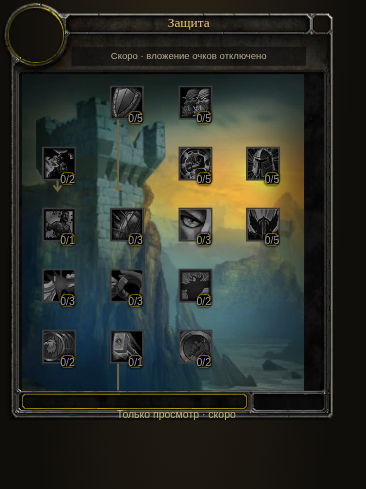 Защита
Скоро - вложение очков отключено
0/5 0/5
0/2 0/5 0/5
0/1 0/3 0/3 0/5
0/3 0/3 0/2
0/2 0/1 0/2
Только просмотр · скоро